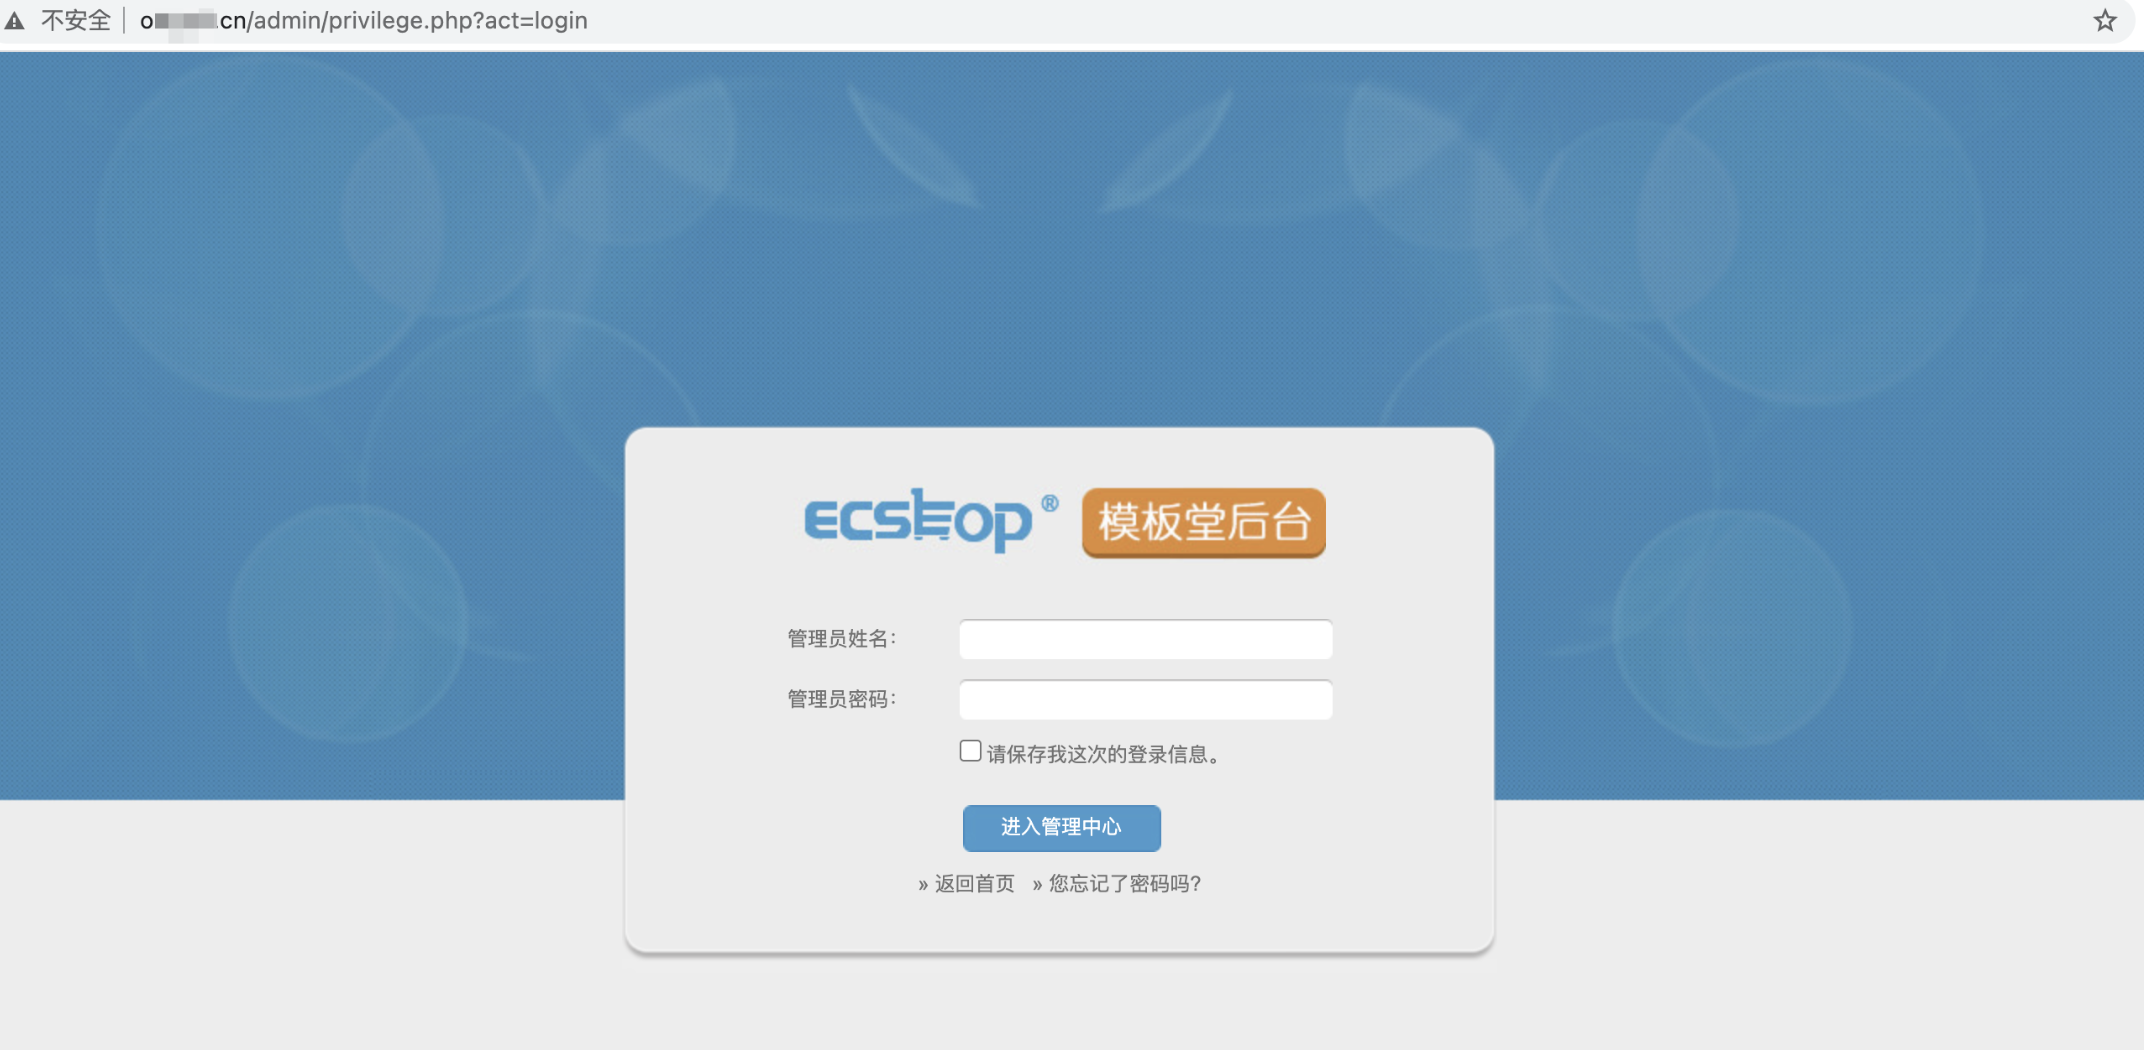 不安全 o .cn/admin/privilege.php?act=login
ecshop® 模板堂后台
管理员姓名：
管理员密码：
请保存我这次的登录信息。
进入管理中心
» 返回首页 » 您忘记了密码吗?